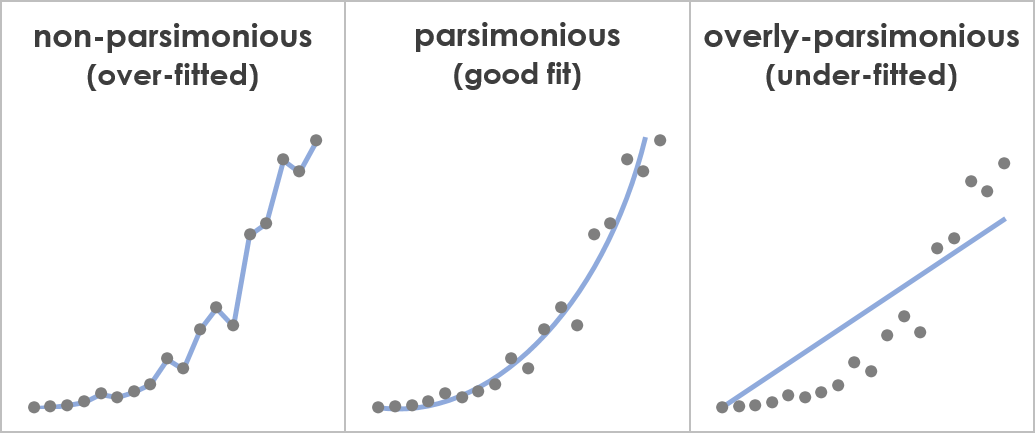 non-parsimonious
(over-fitted)
parsimonious
(good fit)
overly-parsimonious
(under-fitted)